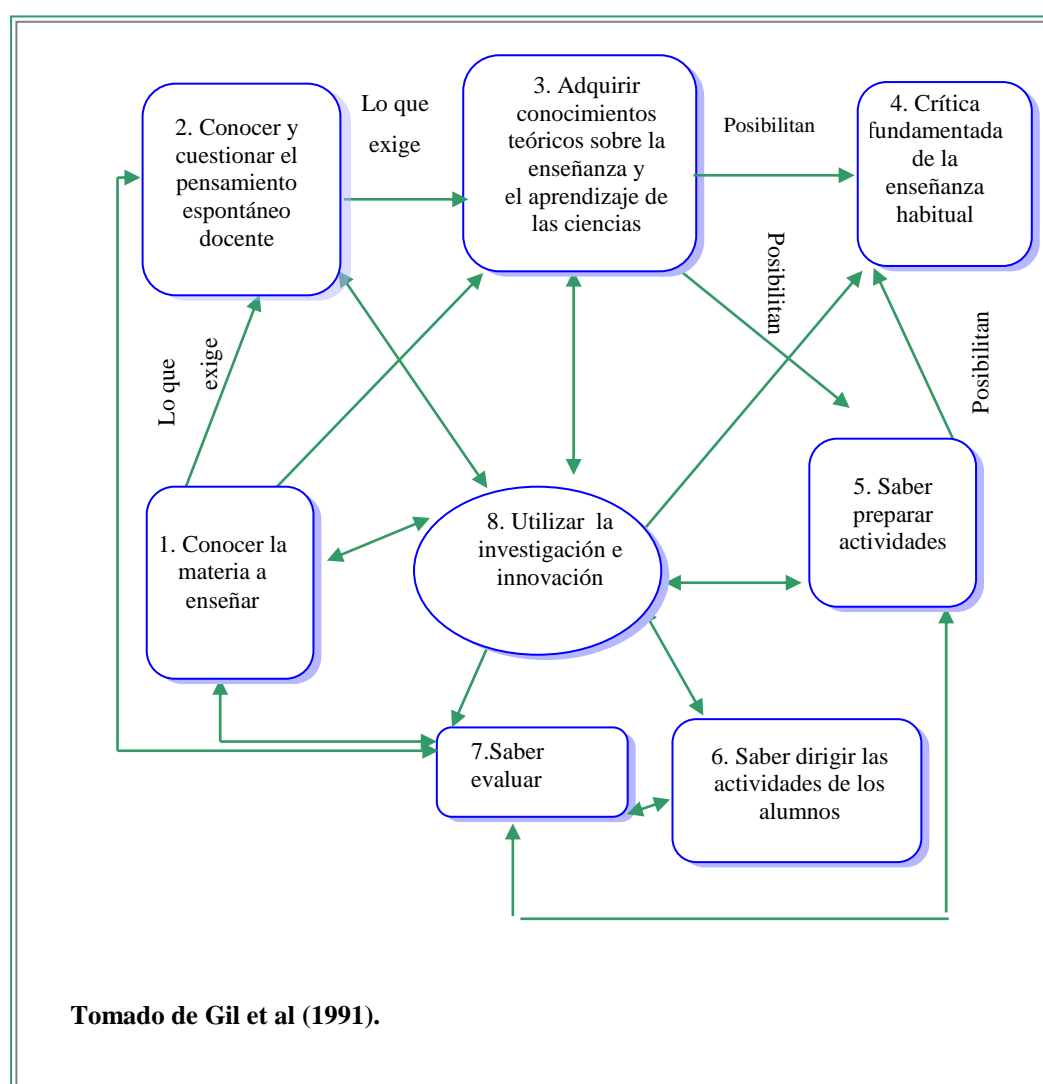 2. Conocer y
cuestionar el
pensamiento
espontáneo
docente
Lo que
exige
3. Adquirir
conocimientos
teóricos sobre la
enseñanza y
el aprendizaje de
las ciencias
Posibilitan
4. Crítica
fundamentada
de la
enseñanza
habitual
Lo que
exige
Posibilitan
Posibilitan
1. Conocer la
materia a
enseñar
8. Utilizar la
investigación e
innovación
5. Saber
preparar
actividades
7.Saber
evaluar
6. Saber dirigir las
actividades de los
alumnos
Tomado de Gil et al (1991).